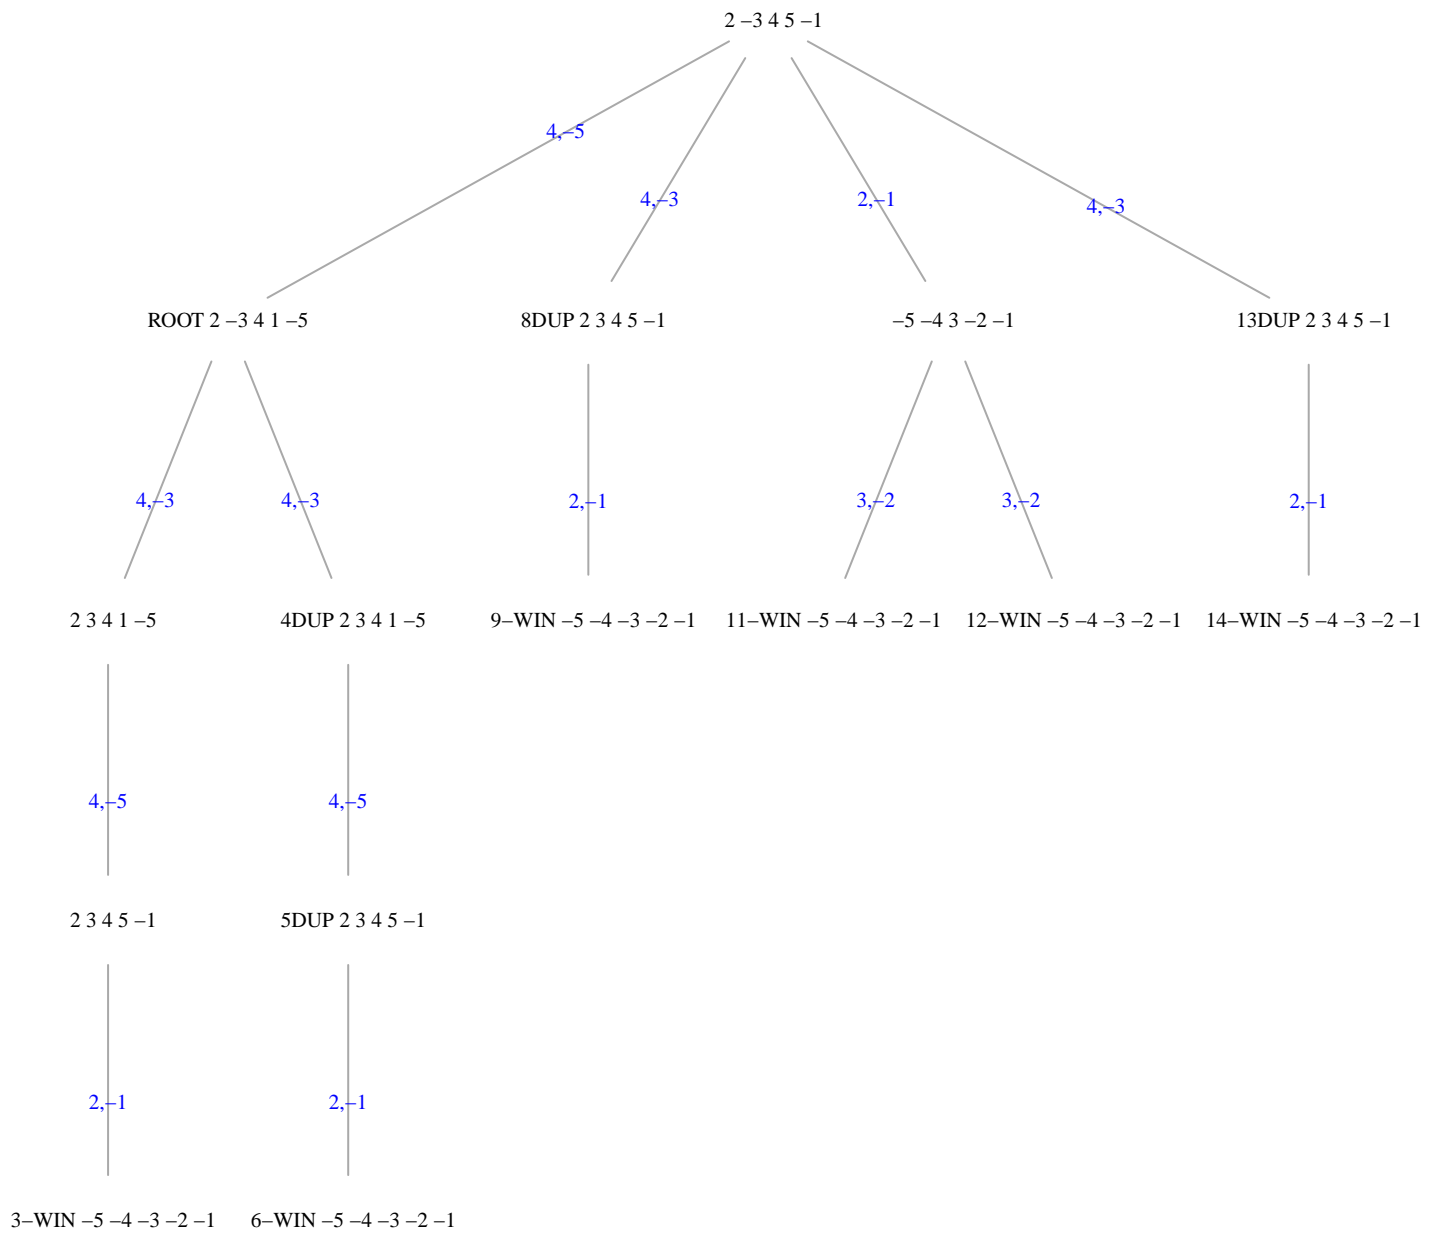 2 –3 4 5 –1
4,–5
4,–3
2,–1
4,–3
ROOT 2 –3 4 1 –5
8DUP 2 3 4 5 –1
–5 –4 3 –2 –1
13DUP 2 3 4 5 –1
4,–3
4,–3
2,–1
3,–2
3,–2
2,–1
2 3 4 1 –5
4DUP 2 3 4 1 –5
9–WIN –5 –4 –3 –2 –1
11–WIN –5 –4 –3 –2 –1
12–WIN –5 –4 –3 –2 –1
14–WIN –5 –4 –3 –2 –1
4,–5
4,–5
2 3 4 5 –1
5DUP 2 3 4 5 –1
2,–1
2,–1
3–WIN –5 –4 –3 –2 –1
6–WIN –5 –4 –3 –2 –1